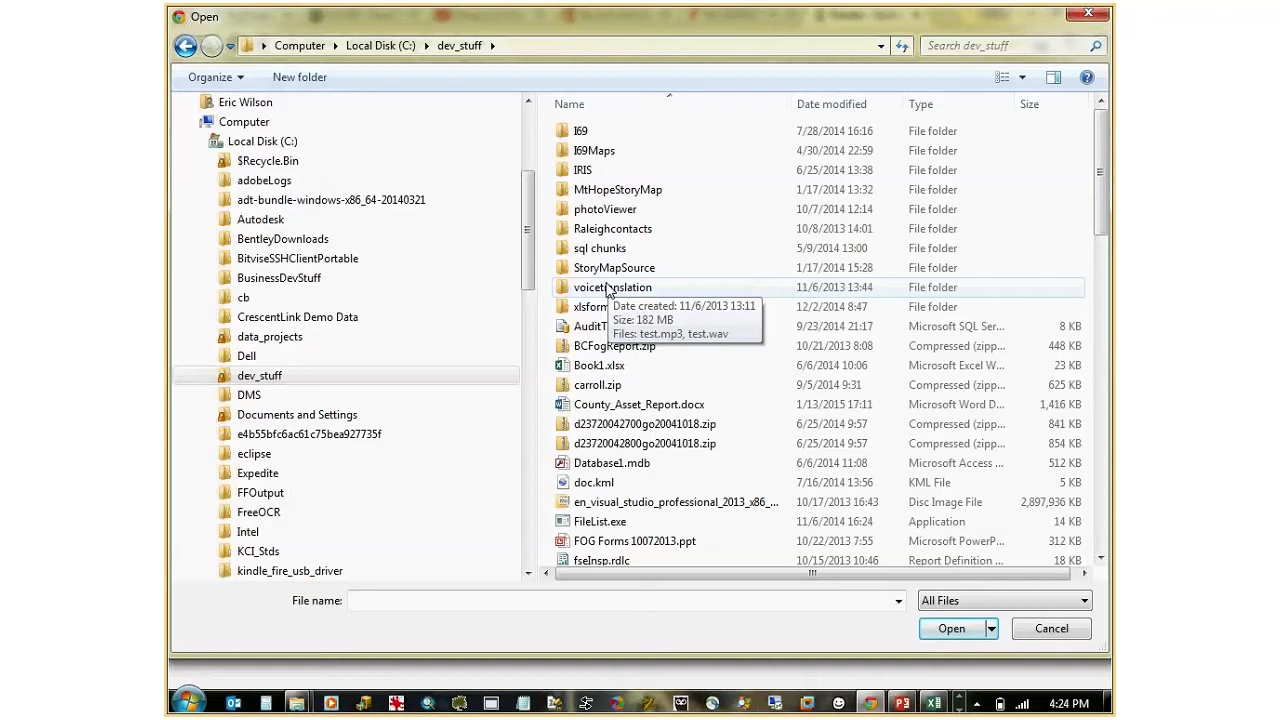 Open
Computer Local Disk (C:) dev_stuff Search dev_stuff
Organize New folder
Eric Wilson
Computer
Local Disk (C:)
$Recycle.Bin
adobeLogs
adt-bundle-windows-x86_64-20140321
Autodesk
BentleyDownloads
BitviseSSHClientPortable
BusinessDevStuff
cb
CrescentLink Demo Data
data_projects
Dell
dev_stuff
DMS
Documents and Settings
e4b55bfc6ac61c75bea927735f
eclipse
Expedite
FFOutput
FreeOCR
Intel
KCI_Stds
kindle_fire_usb_driver
Name Date modified Type Size
I69 7/28/2014 16:16 File folder
I69Maps 4/30/2014 22:59 File folder
IRIS 6/25/2014 13:38 File folder
MtHopeStoryMap 1/17/2014 13:32 File folder
photoViewer 10/7/2014 12:14 File folder
Raleighcontacts 10/8/2013 14:01 File folder
sql chunks 5/9/2014 13:00 File folder
StoryMapSource 1/17/2014 15:28 File folder
voicetranslation 11/6/2013 13:44 File folder
xlsform 12/2/2014 8:47 File folder
Date created: 11/6/2013 13:11
Size: 182 MB
Files: test.mp3, test.wav
AuditT 9/23/2014 21:17 Microsoft SQL Ser... 8 KB
BCFogReport.zip 10/21/2013 8:08 Compressed (zipp... 448 KB
Book1.xlsx 6/6/2014 10:06 Microsoft Excel W... 23 KB
carroll.zip 9/5/2014 9:31 Compressed (zipp... 625 KB
County_Asset_Report.docx 1/13/2015 17:11 Microsoft Word D... 1,416 KB
d23720042700go20041018.zip 6/25/2014 9:57 Compressed (zipp... 841 KB
d23720042800go20041018.zip 6/25/2014 9:57 Compressed (zipp... 854 KB
Database1.mdb 6/6/2014 11:08 Microsoft Access ... 512 KB
doc.kml 7/16/2014 13:56 KML File 5 KB
en_visual_studio_professional_2013_x86_... 10/17/2013 16:43 Disc Image File 2,897,936 KB
FileList.exe 11/6/2014 16:24 Application 14 KB
FOG Forms 10072013.ppt 10/22/2013 7:55 Microsoft PowerP... 312 KB
fseInsp.rdlc 10/15/2013 10:46 Report Definition ... 18 KB
File name: All Files
Open Cancel
4:24 PM